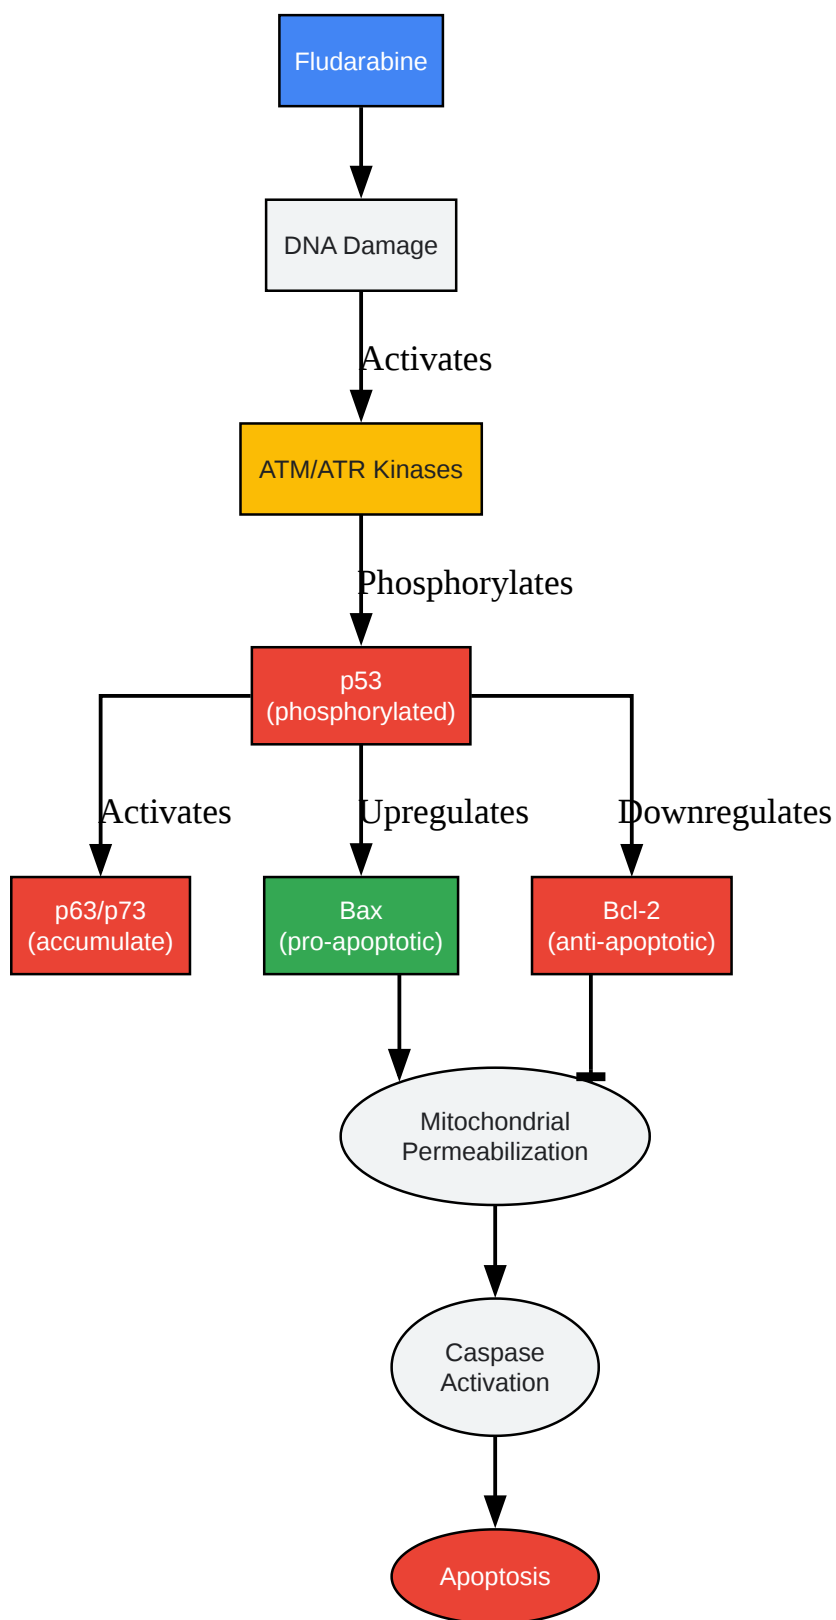 Fludarabine
DNA Damage
Activates
ATM/ATR Kinases
Phosphorylates
p53
(phosphorylated)
Activates
Upregulates
Downregulates
p63/p73
(accumulate)
Bax
(pro-apoptotic)
Bcl-2
(anti-apoptotic)
Mitochondrial
Permeabilization
Caspase
Activation
Apoptosis